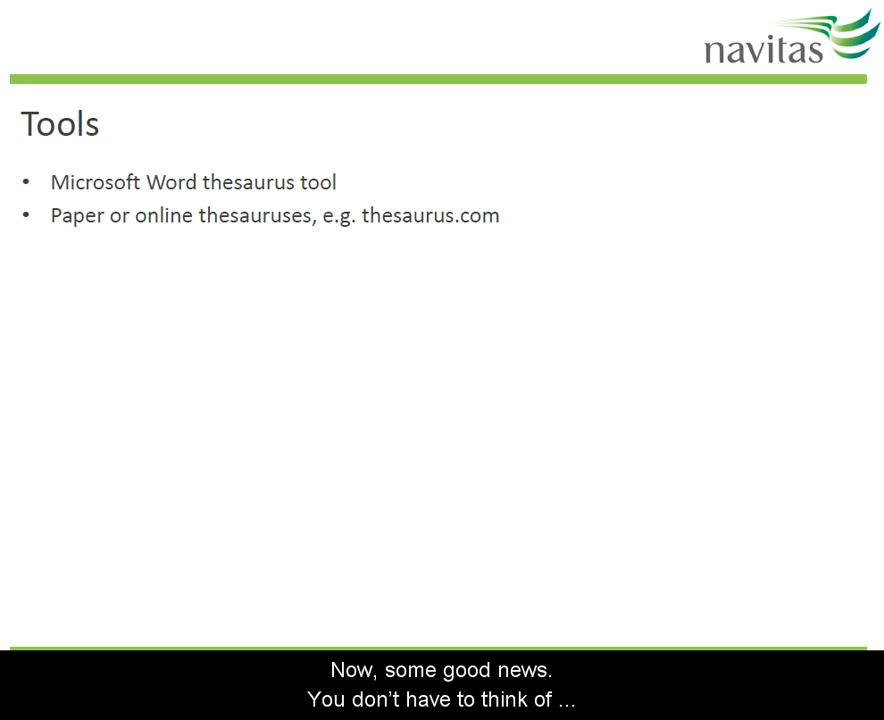 navitas
Tools
• Microsoft Word thesaurus tool
• Paper or online thesauruses, e.g. thesaurus.com
Now, some good news.
You don’t have to think of ...